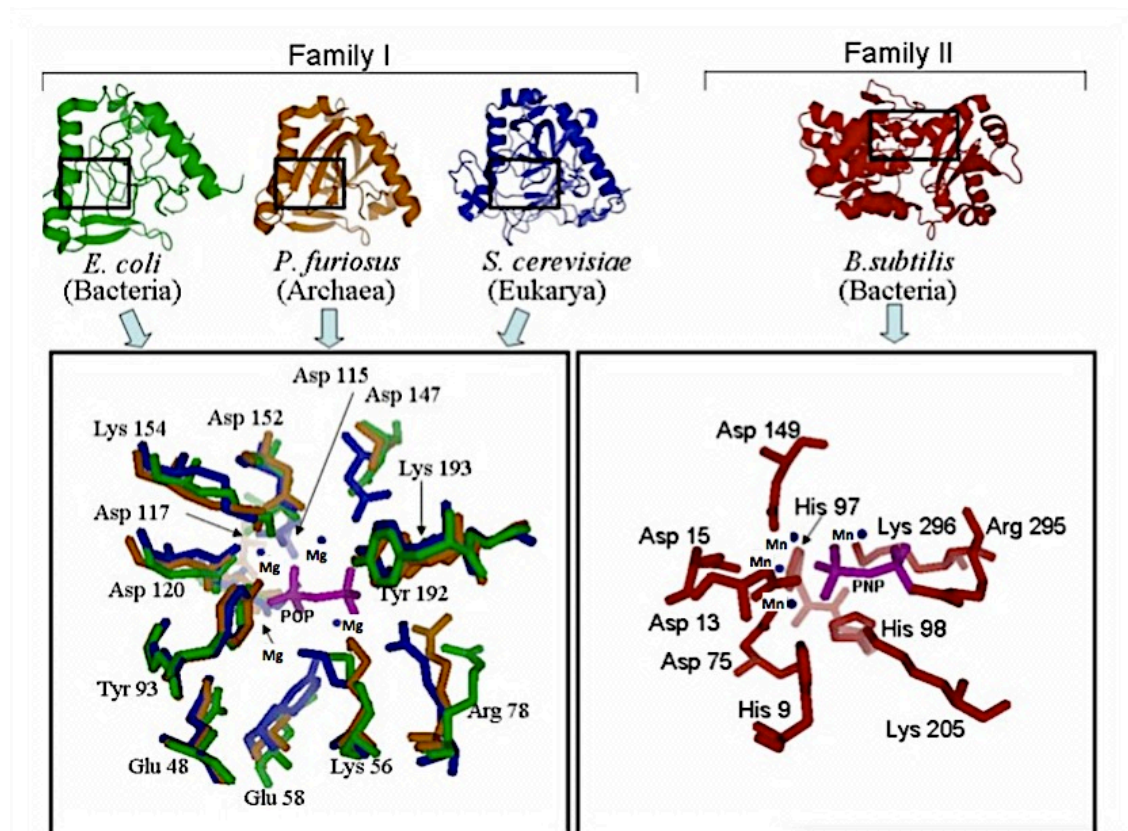 Family I
Family II
E. coli
(Bacteria)
P. furiosus
(Archaea)
S. cerevisiae
(Eukarya)
B.subtilis
(Bacteria)
Asp 115
Asp 147
Asp 152
Lys 154
Lys 193
Asp 117
Mg
Mg
Asp 120
POP
Tyr 192
Mg
Mg
Tyr 93
Arg 78
Glu 48
Lys 56
Glu 58
Asp 149
His 97
Asp 15
Mn
Mn
Lys 296
Arg 295
Mn
PNP
Mn
Asp 13
His 98
Asp 75
His 9
Lys 205